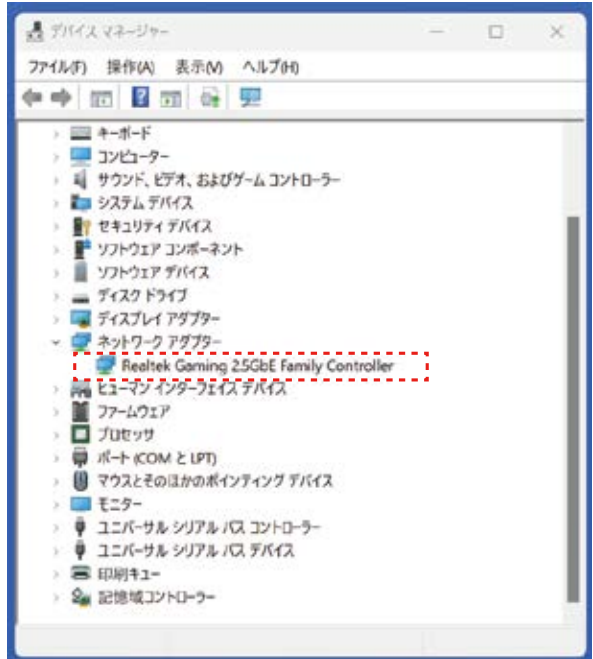 デバイス マネージャー
ファイル(F) 操作(A) 表示(V) ヘルプ(H)
キーボード
コンピューター
サウンド、ビデオ、およびゲーム コントローラー
システム デバイス
セキュリティ デバイス
ソフトウェア コンポーネント
ソフトウェア デバイス
ディスク ドライブ
ディスプレイ アダプター
ネットワーク アダプター
Realtek Gaming 2.5GbE Family Controller
ヒューマン インターフェイス デバイス
ファームウェア
プロセッサ
ポート (COM と LPT)
マウスとそのほかのポインティング デバイス
モニター
ユニバーサル シリアル バス コントローラー
ユニバーサル シリアル バス デバイス
印刷キュー
記憶域コントローラー